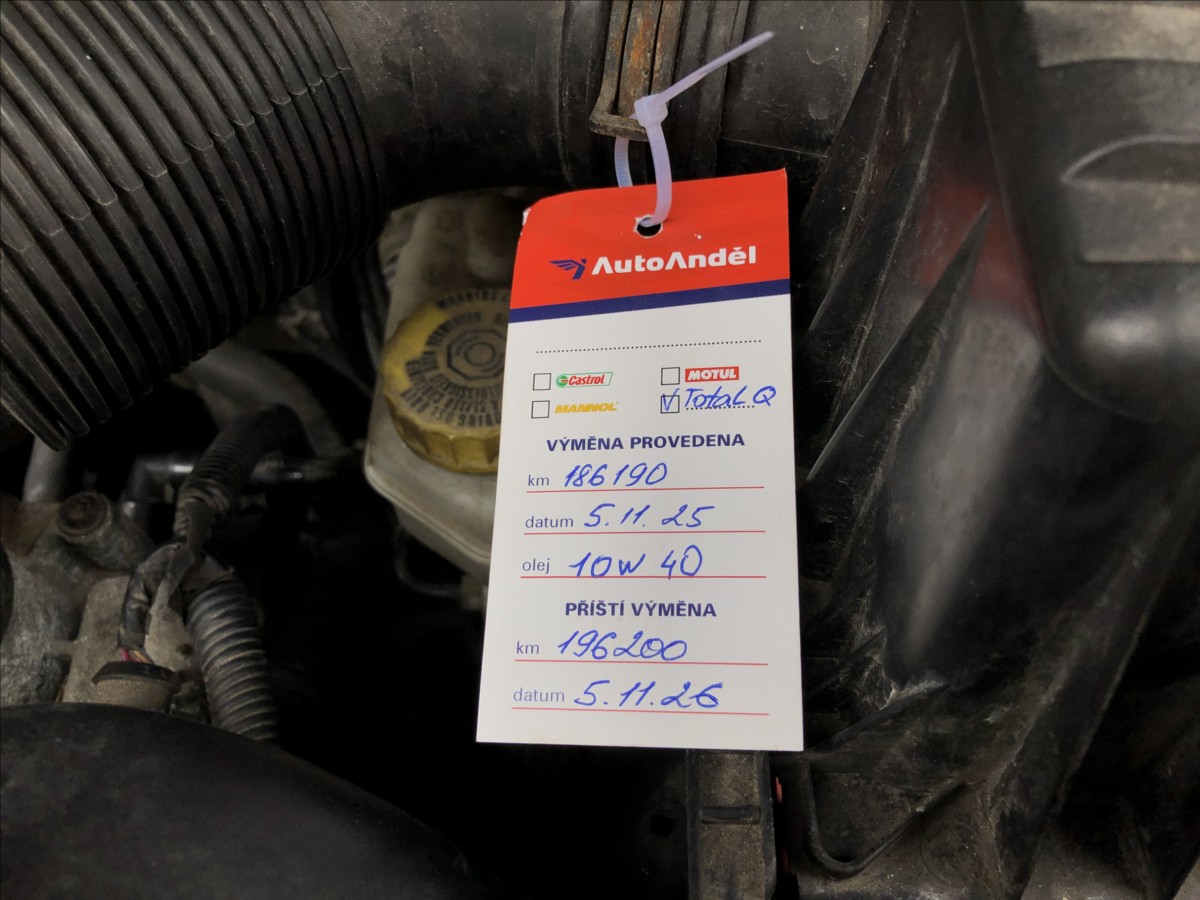 AutoAnděl
Castrol
MOTUL
MANNOL
Total Q
VÝMĚNA PROVEDENA
km 186190
datum 5.11.25
olej 10W 40
PŘÍŠTÍ VÝMĚNA
km 196200
datum 5.11.26